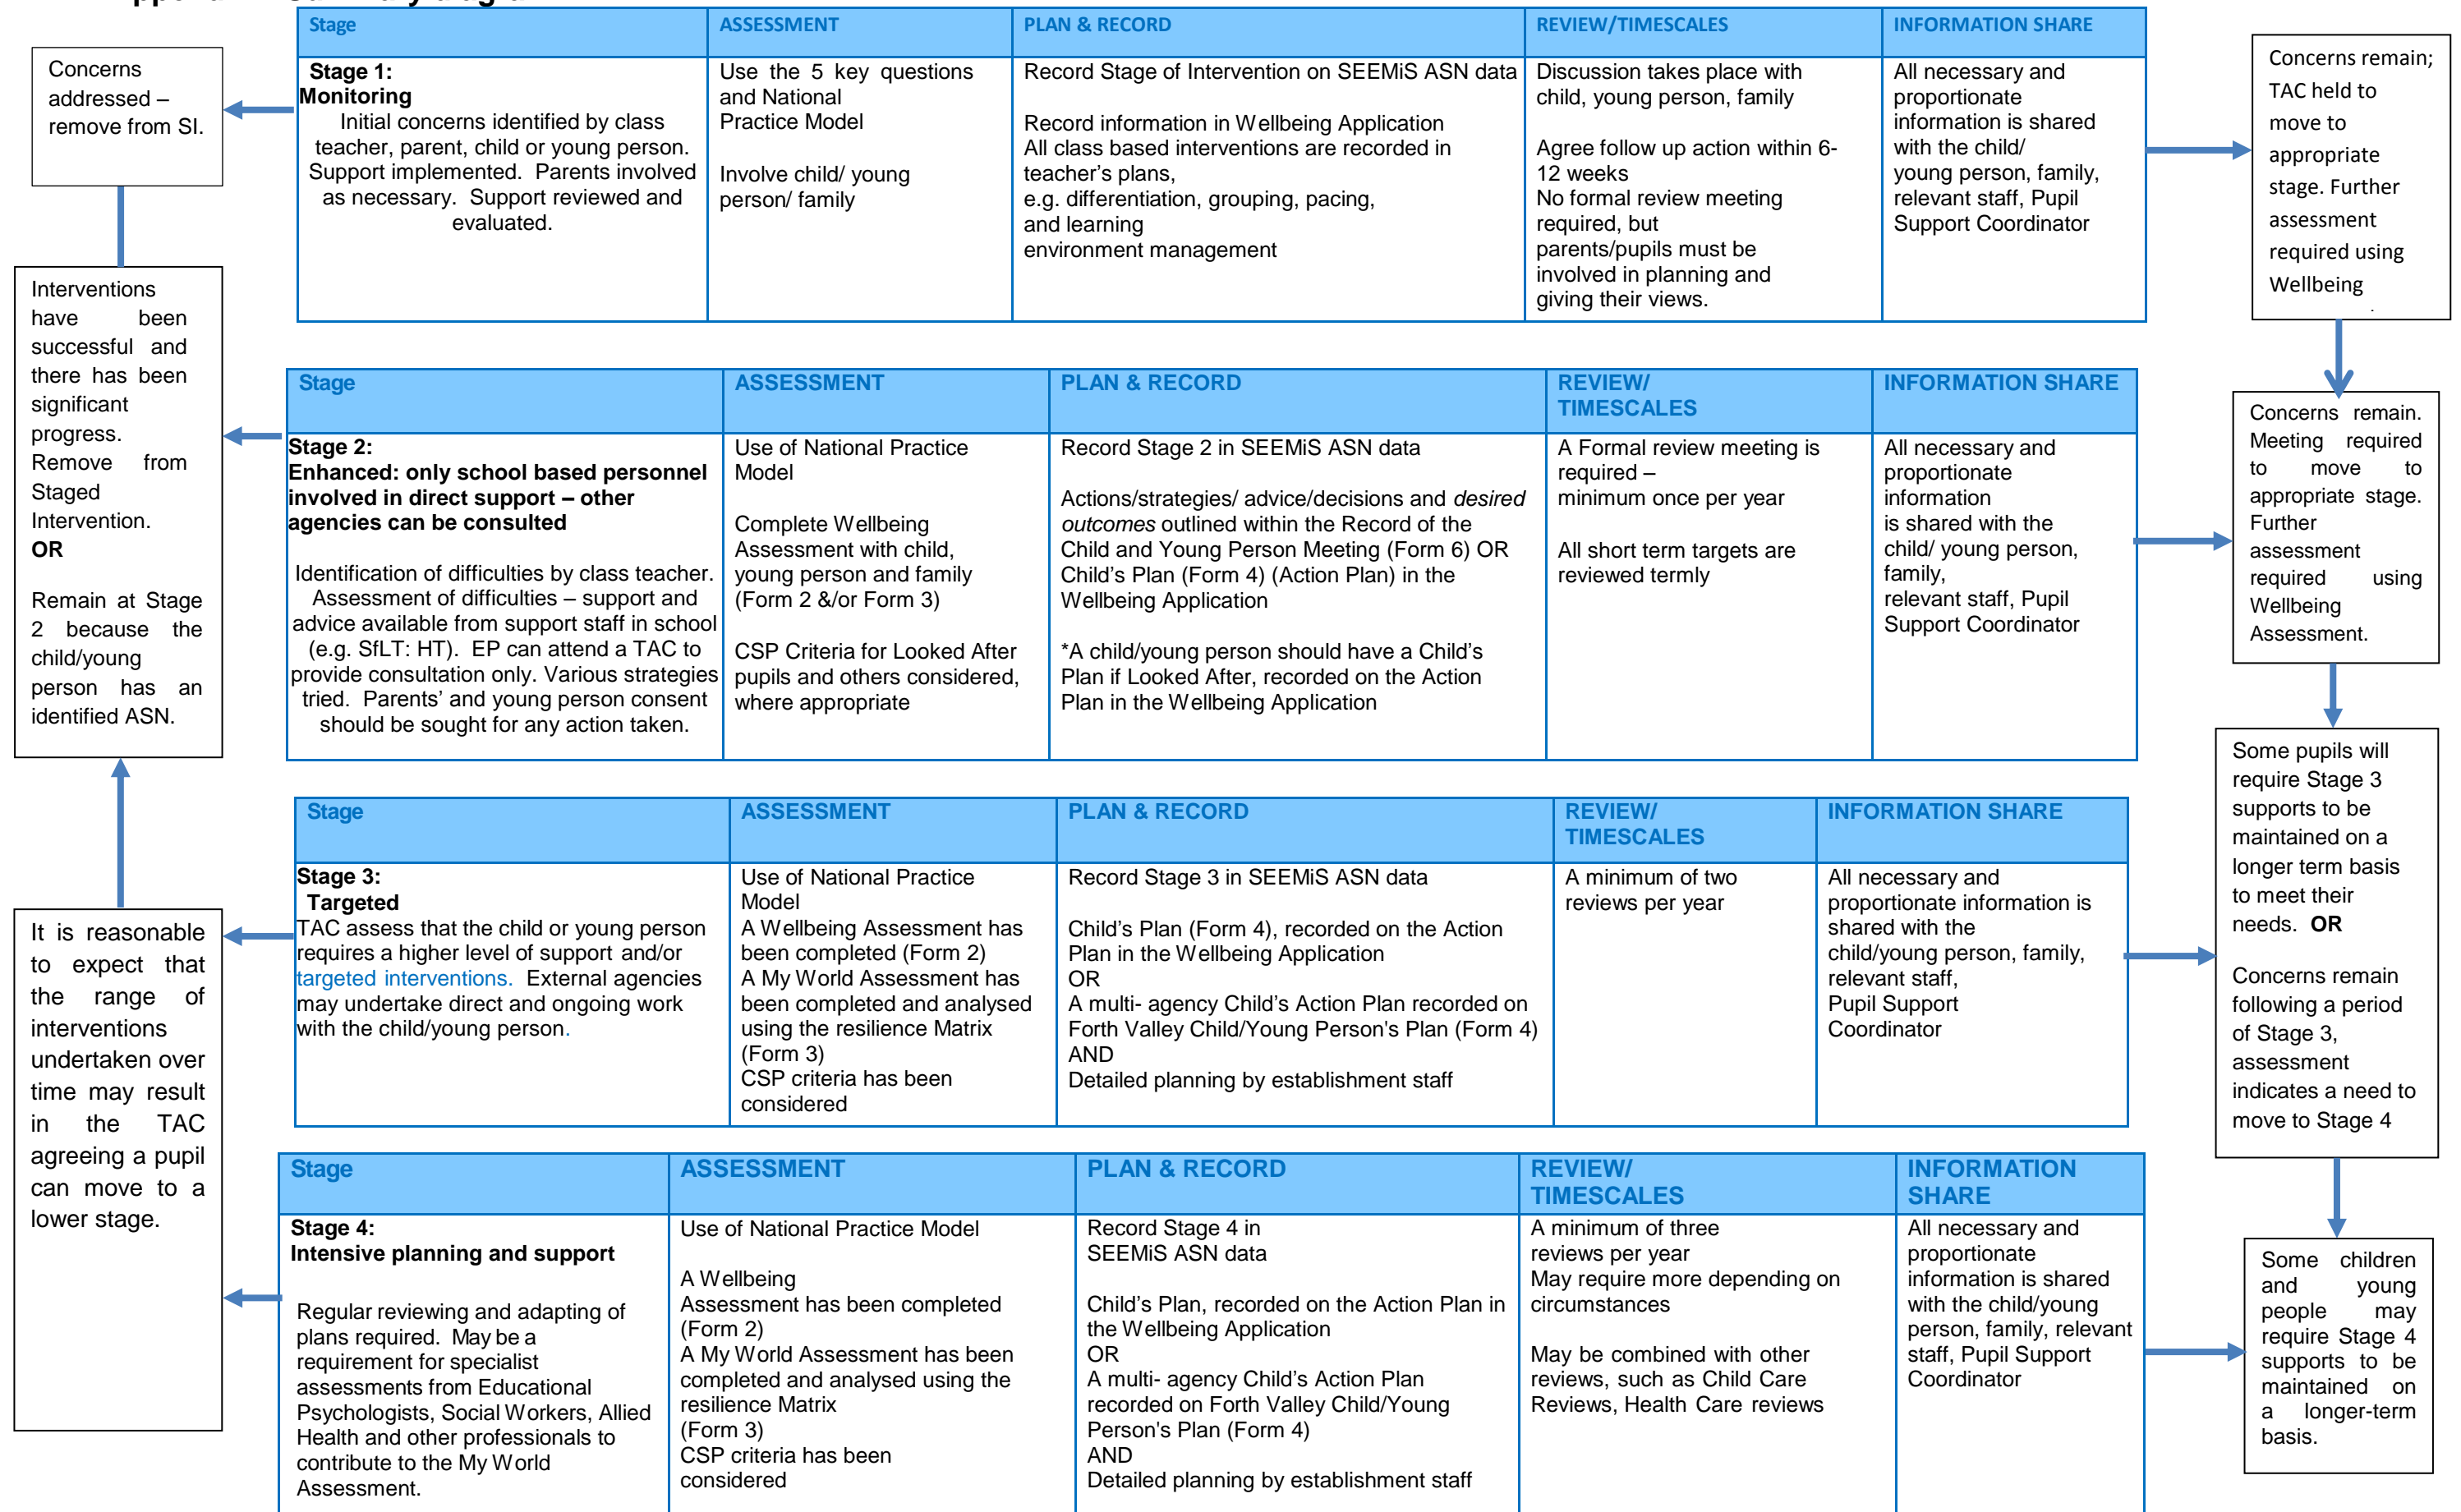 Stage
ASSESSMENT
PLAN & RECORD
REVIEW/TIMESCALES
INFORMATION SHARE
Concerns
addressed –
remove from SI.
Stage 1:
Monitoring
Initial concerns identified by class
teacher, parent, child or young person.
Support implemented. Parents involved
as necessary. Support reviewed and
evaluated.
Use the 5 key questions
and National
Practice Model
Involve child/ young
person/ family
Record Stage of Intervention on SEEMiS ASN data
Record information in Wellbeing Application
All class based interventions are recorded in
teacher's plans,
e.g. differentiation, grouping, pacing,
and learning
environment management
Discussion takes place with
child, young person, family
Agree follow up action within 6-
12 weeks
No formal review meeting
required, but
parents/pupils must be
involved in planning and
giving their views.
All necessary and
proportionate
information is shared
with the child/
young person, family,
relevant staff, Pupil
Support Coordinator
Concerns remain;
TAC held to
move to
appropriate
stage. Further
assessment
required using
Wellbeing
Interventions
have been
successful and
there has been
significant
progress.
Remove from
Staged
Intervention.
OR
Remain at Stage
2 because the
child/young
person has an
identified ASN.
Stage
ASSESSMENT
PLAN & RECORD
REVIEW/
TIMESCALES
INFORMATION SHARE
Stage 2:
Enhanced: only school based personnel
involved in direct support – other
agencies can be consulted
Identification of difficulties by class teacher.
Assessment of difficulties – support and
advice available from support staff in school
(e.g. SfLT: HT). EP can attend a TAC to
provide consultation only. Various strategies
tried. Parents' and young person consent
should be sought for any action taken.
Use of National Practice
Model
Complete Wellbeing
Assessment with child,
young person and family
(Form 2 &/or Form 3)
CSP Criteria for Looked After
pupils and others considered,
where appropriate
Record Stage 2 in SEEMiS ASN data
Actions/strategies/ advice/decisions and desired
outcomes outlined within the Record of the
Child and Young Person Meeting (Form 6) OR
Child's Plan (Form 4) (Action Plan) in the
Wellbeing Application
*A child/young person should have a Child's
Plan if Looked After, recorded on the Action
Plan in the Wellbeing Application
A Formal review meeting is
required –
minimum once per year
All short term targets are
reviewed termly
All necessary and
proportionate
information
is shared with the
child/ young person,
family,
relevant staff, Pupil
Support Coordinator
Concerns remain.
Meeting required
to move to
appropriate stage.
Further
assessment
required using
Wellbeing
Assessment.
Stage
ASSESSMENT
PLAN & RECORD
REVIEW/
TIMESCALES
INFORMATION SHARE
Stage 3:
Targeted
TAC assess that the child or young person
requires a higher level of support and/or
targeted interventions. External agencies
may undertake direct and ongoing work
with the child/young person.
Use of National Practice
Model
A Wellbeing Assessment has
been completed (Form 2)
A My World Assessment has
been completed and analysed
using the resilience Matrix
(Form 3)
CSP criteria has been
considered
Record Stage 3 in SEEMiS ASN data
Child's Plan (Form 4), recorded on the Action
Plan in the Wellbeing Application
OR
A multi- agency Child's Action Plan recorded on
Forth Valley Child/Young Person's Plan (Form 4)
AND
Detailed planning by establishment staff
A minimum of two
reviews per year
All necessary and
proportionate information is
shared with the
child/young person, family,
relevant staff,
Pupil Support
Coordinator
Some pupils will
require Stage 3
supports to be
maintained on a
longer term basis
to meet their
needs. OR
Concerns remain
following a period
of Stage 3,
assessment
indicates a need to
move to Stage 4
It is reasonable
to expect that
the range of
interventions
undertaken over
time may result
in the TAC
agreeing a pupil
can move to a
lower stage.
Stage
ASSESSMENT
PLAN & RECORD
REVIEW/
TIMESCALES
INFORMATION
SHARE
Stage 4:
Intensive planning and support
Regular reviewing and adapting of
plans required. May be a
requirement for specialist
assessments from Educational
Psychologists, Social Workers, Allied
Health and other professionals to
contribute to the My World
Assessment.
Use of National Practice Model
A Wellbeing
Assessment has been completed
(Form 2)
A My World Assessment has been
completed and analysed using the
resilience Matrix
(Form 3)
CSP criteria has been
considered
Record Stage 4 in
SEEMiS ASN data
Child's Plan, recorded on the Action Plan in
the Wellbeing Application
OR
A multi- agency Child's Action Plan
recorded on Forth Valley Child/Young
Person's Plan (Form 4)
AND
Detailed planning by establishment staff
A minimum of three
reviews per year
May require more depending on
circumstances
May be combined with other
reviews, such as Child Care
Reviews, Health Care reviews
All necessary and
proportionate
information is shared
with the child/young
person, family, relevant
staff, Pupil Support
Coordinator
Some children
and young
people may
require Stage 4
supports to be
maintained on
a longer-term
basis.